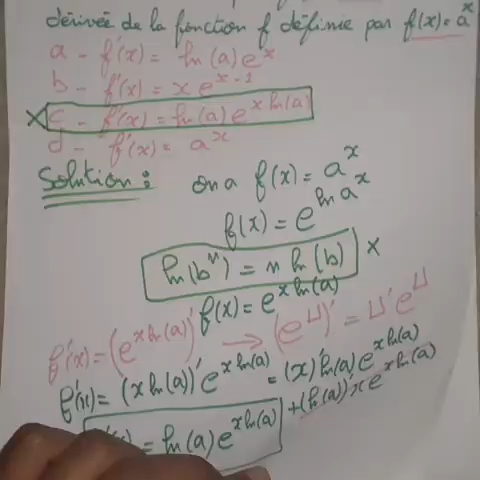 dérivée de la fonction f définie par f(x) = a^x
a - f'(x) = ln(a)e^x
b - f'(x) = xe^(x-1)
X c - f'(x) = ln(a)e^(x ln(a))
d - f'(x) = a^x
Solution : on a f(x) = a^x
f(x) = e^(ln a^x)
ln(b^n) = n ln(b) X
f(x) = e^(x ln(a))
f'(x) = (e^(x ln(a)))' → (e^U)' = U'e^U
f'(x) = (x ln(a))' e^(x ln(a)) = (x)' ln(a) e^(x ln(a))
+ (ln(a))' x e^(x ln(a))
= ln(a) e^(x ln(a))